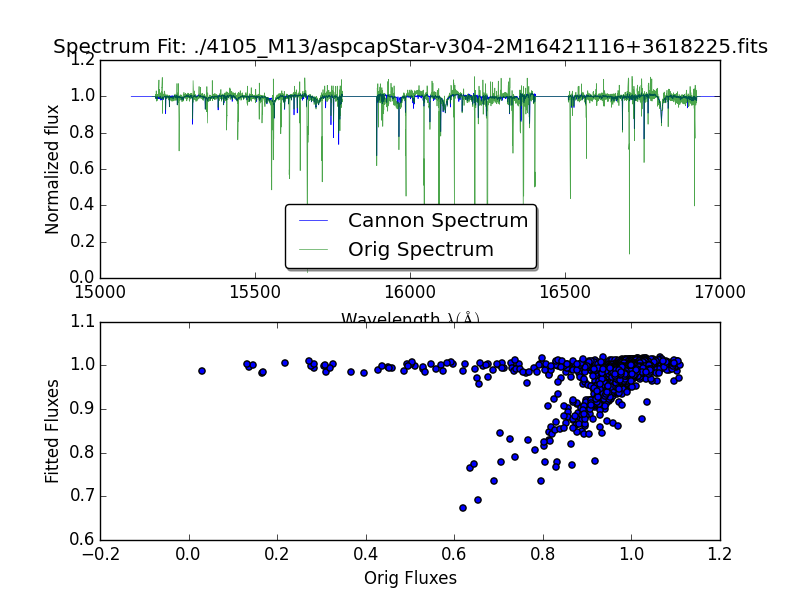 Spectrum Fit: ./4105_M13/aspcapStar-v304-2M16421116+3618225.fits
1.2
1.0
0.8
0.6
0.4
0.2
0.0
Normalized flux
Cannon Spectrum
Orig Spectrum
15000 15500 16000 16500 17000
Wavelength λ(Å)
1.1
1.0
0.9
0.8
0.7
0.6
Fitted Fluxes
−0.2 0.0 0.2 0.4 0.6 0.8 1.0 1.2
Orig Fluxes